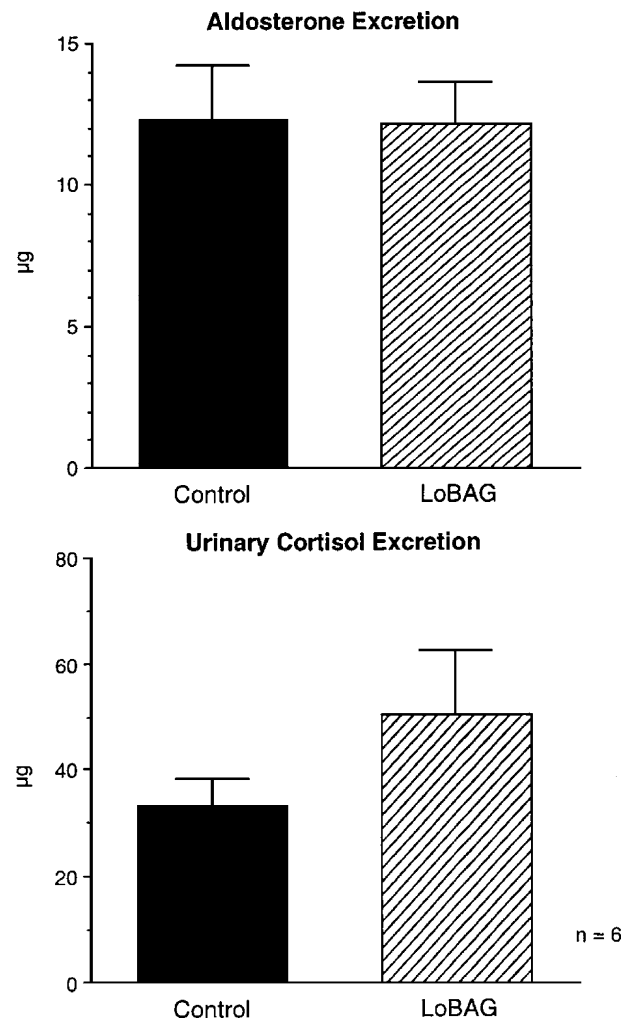 Aldosterone Excretion
15
10
µg
5
0
Control LoBAG
Urinary Cortisol Excretion
80
60
40
µg
20
n = 6
0
Control LoBAG